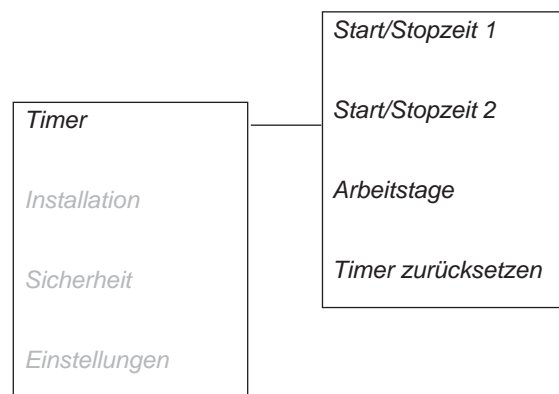 Timer
Installation
Sicherheit
Einstellungen
Start/Stopzeit 1
Start/Stopzeit 2
Arbeitstage
Timer zurücksetzen